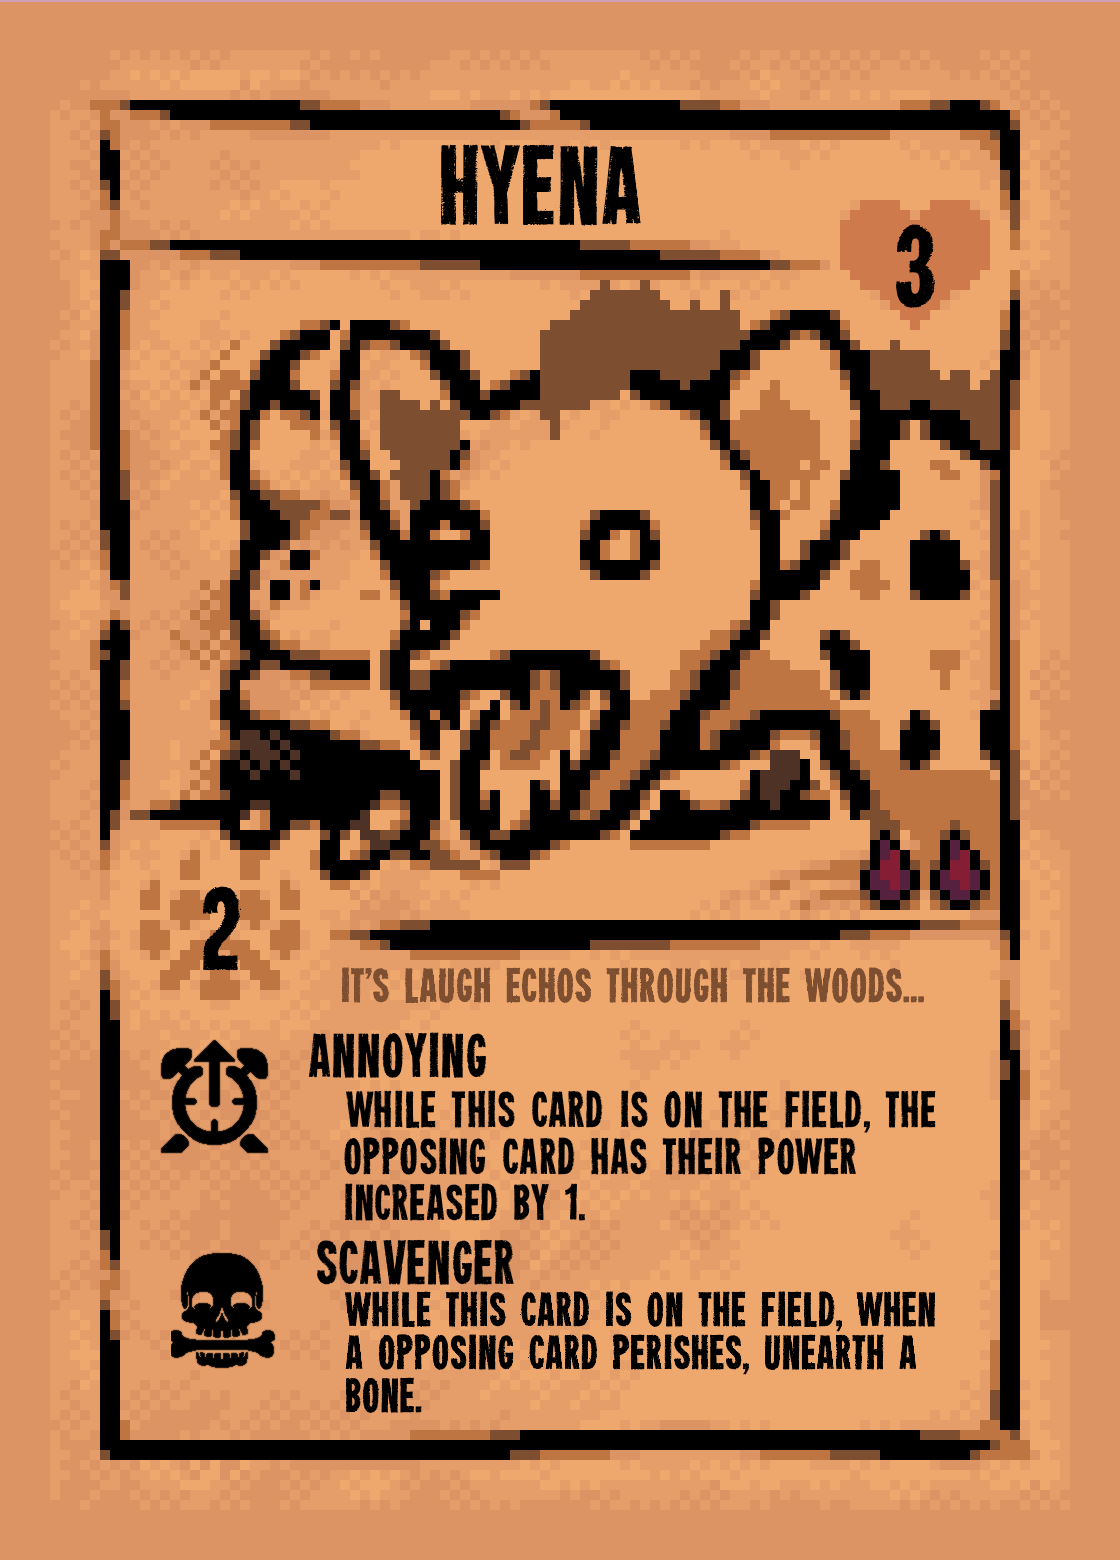 HYENA
3
2
IT'S LAUGH ECHOS THROUGH THE WOODS...
ANNOYING
WHILE THIS CARD IS ON THE FIELD, THE
OPPOSING CARD HAS THEIR POWER
INCREASED BY 1.
SCAVENGER
WHILE THIS CARD IS ON THE FIELD, WHEN
A OPPOSING CARD PERISHES, UNEARTH A
BONE.